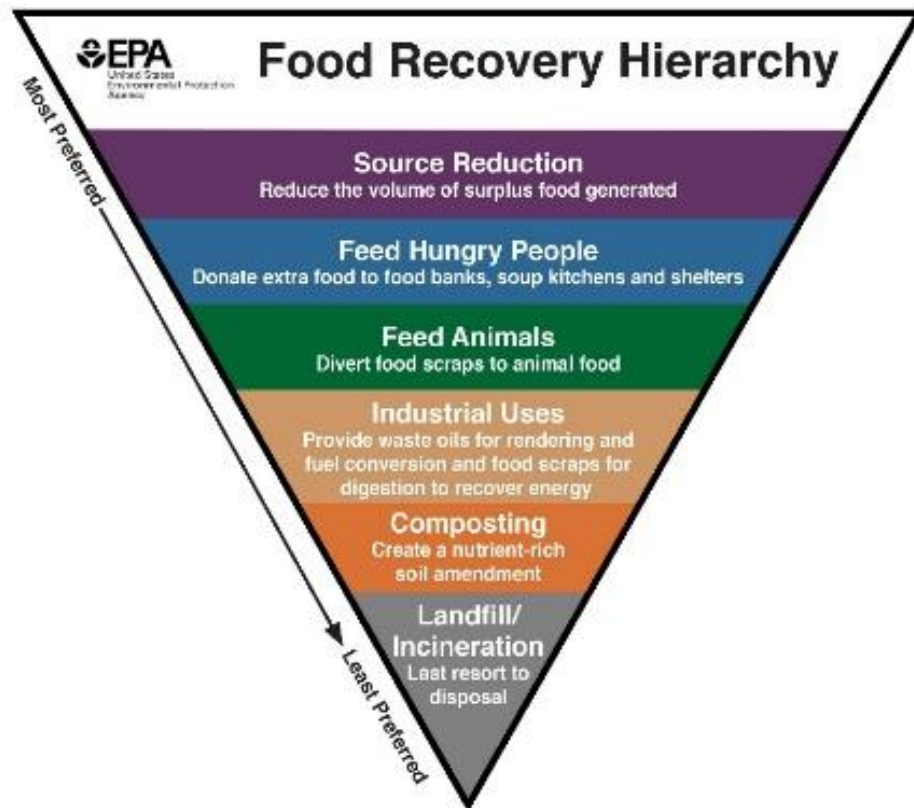 EPA
United States
Environmental Protection
Agency
Food Recovery Hierarchy
Most Preferred
Source Reduction
Reduce the volume of surplus food generated
Feed Hungry People
Donate extra food to food banks, soup kitchens and shelters
Feed Animals
Divert food scraps to animal food
Industrial Uses
Provide waste oils for rendering and
fuel conversion and food scraps for
digestion to recover energy
Composting
Create a nutrient-rich
soil amendment
Landfill/
Incineration
Last resort to
disposal
Least Preferred